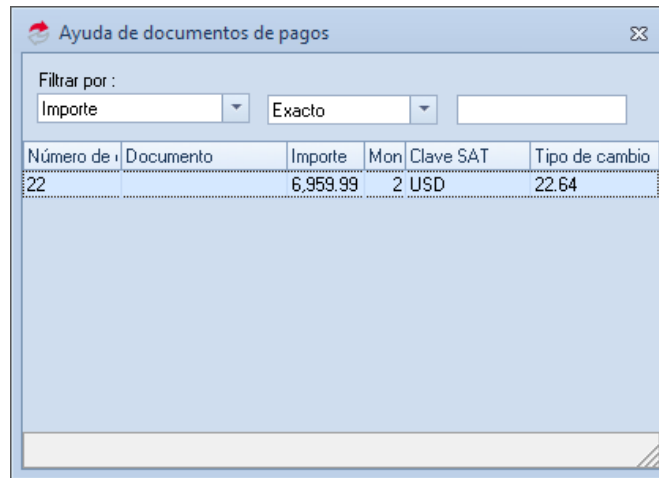 Ayuda de documentos de pagos
Filtrar por :
Importe Exacto
Número de Documento Importe Mon Clave SAT Tipo de cambio
22 6,959.99 2 USD 22.64